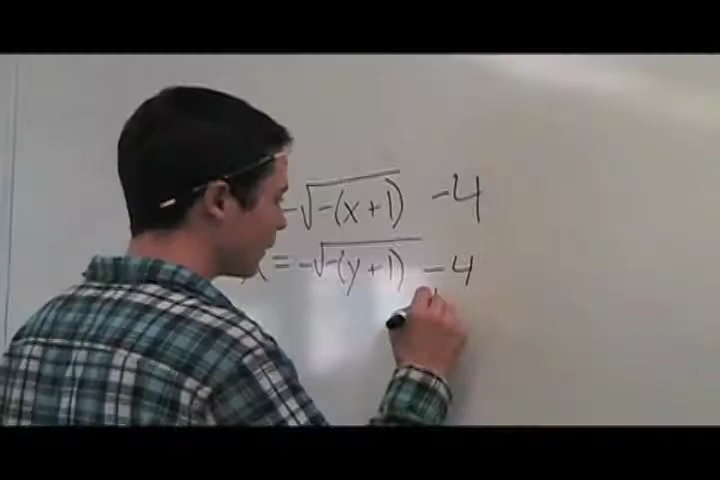 -√-(x+1) -4
x = -√-(y+1) -4